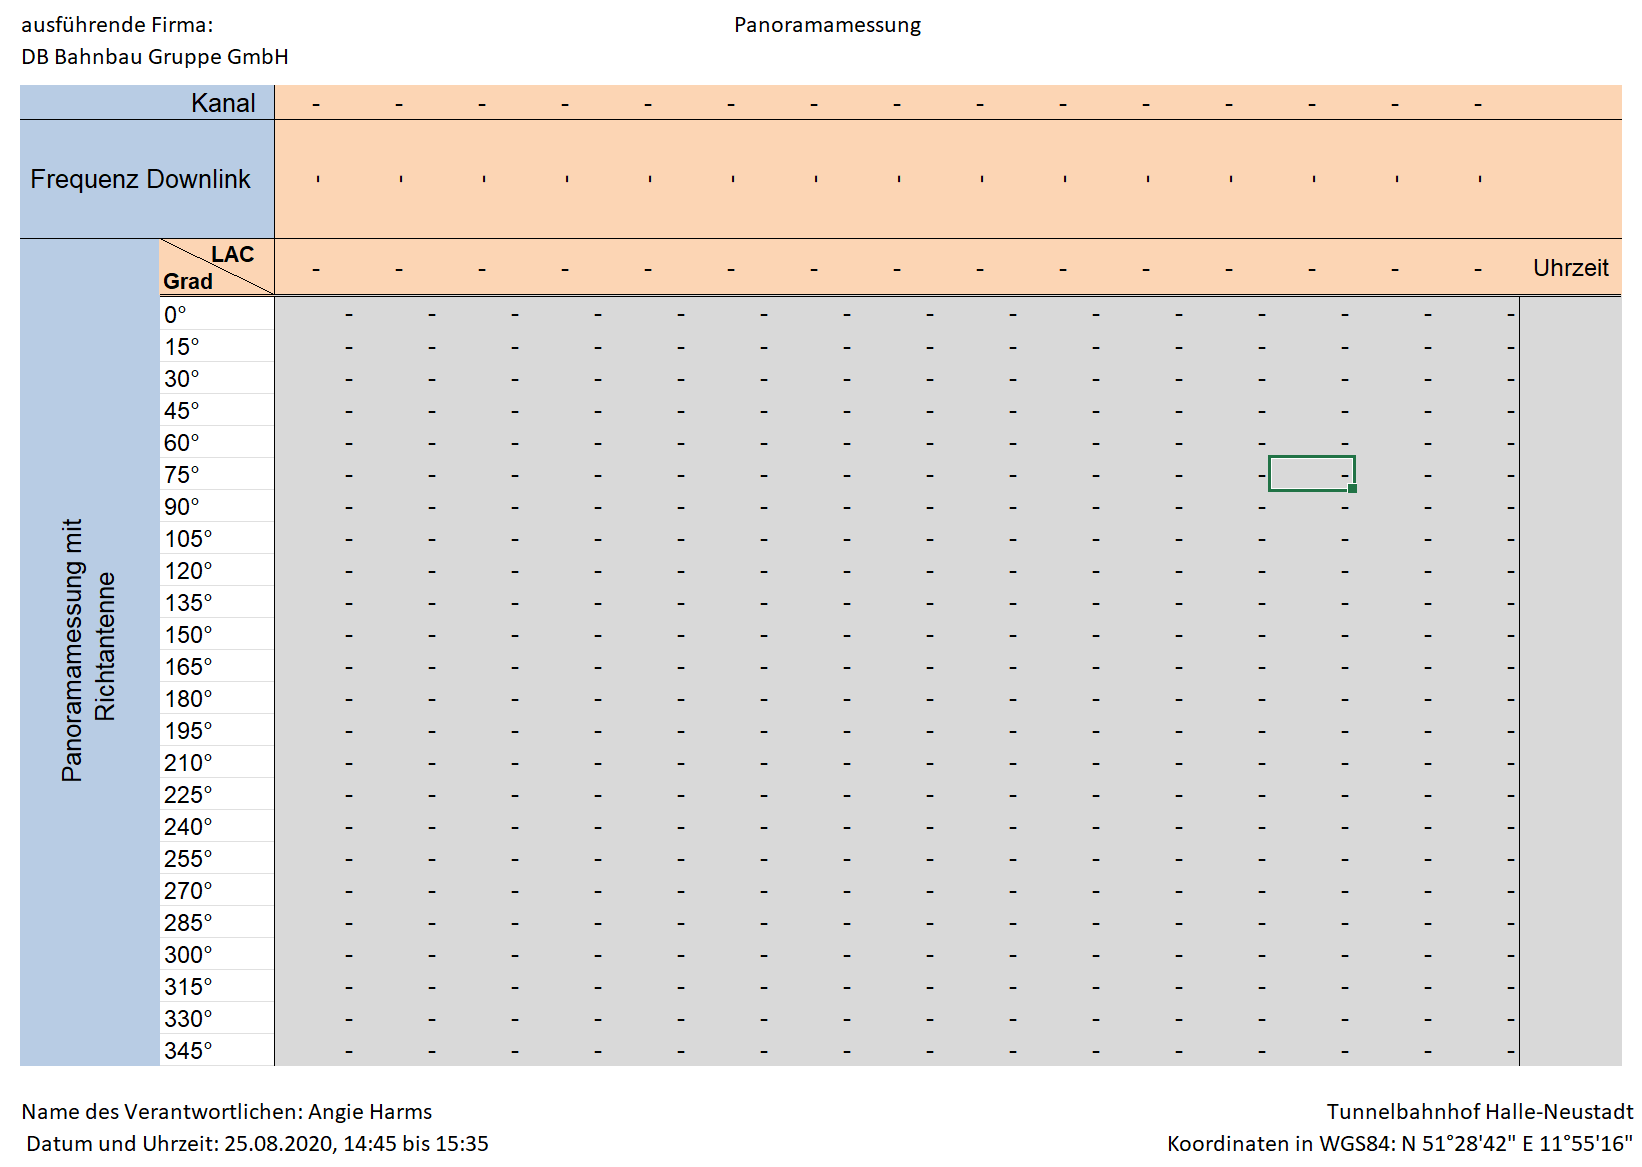 ausführende Firma:
Panoramamessung
DB Bahnbau Gruppe GmbH
Kanal - - - - - - - - - - - - - - -
Frequenz Downlink - - - - - - - - - - - - - - -
LAC
Grad - - - - - - - - - - - - - - - Uhrzeit
Panoramamessung mit
Richtantenne
0° - - - - - - - - - - - - - - -
15° - - - - - - - - - - - - - - -
30° - - - - - - - - - - - - - - -
45° - - - - - - - - - - - - - - -
60° - - - - - - - - - - - - - - -
75° - - - - - - - - - - - - - - -
90° - - - - - - - - - - - - - - -
105° - - - - - - - - - - - - - - -
120° - - - - - - - - - - - - - - -
135° - - - - - - - - - - - - - - -
150° - - - - - - - - - - - - - - -
165° - - - - - - - - - - - - - - -
180° - - - - - - - - - - - - - - -
195° - - - - - - - - - - - - - - -
210° - - - - - - - - - - - - - - -
225° - - - - - - - - - - - - - - -
240° - - - - - - - - - - - - - - -
255° - - - - - - - - - - - - - - -
270° - - - - - - - - - - - - - - -
285° - - - - - - - - - - - - - - -
300° - - - - - - - - - - - - - - -
315° - - - - - - - - - - - - - - -
330° - - - - - - - - - - - - - - -
345° - - - - - - - - - - - - - - -
Name des Verantwortlichen: Angie Harms
Tunnelbahnhof Halle-Neustadt
Datum und Uhrzeit: 25.08.2020, 14:45 bis 15:35
Koordinaten in WGS84: N 51°28'42" E 11°55'16"